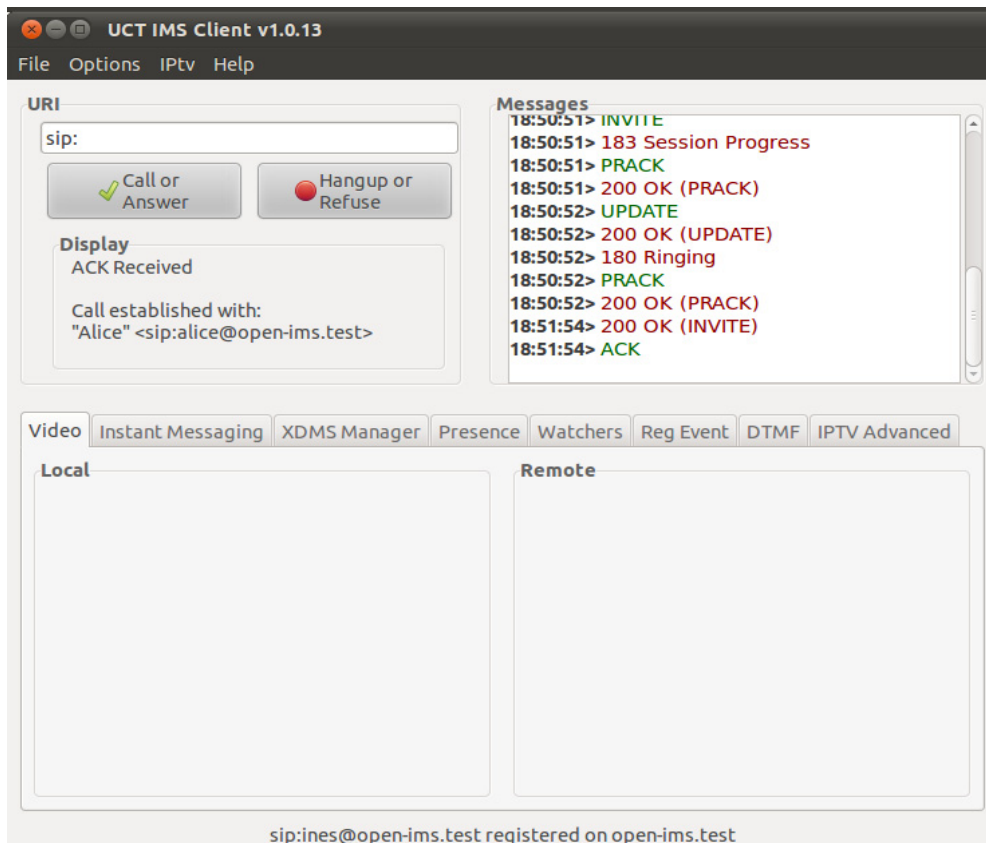 UCT IMS Client v1.0.13
File Options IPtv Help
URI
sip:
Call or
Answer
Hangup or
Refuse
Display
ACK Received
Call established with:
"Alice" <sip:alice@open-ims.test>
Messages
18:50:51> INVITE
18:50:51> 183 Session Progress
18:50:51> PRACK
18:50:51> 200 OK (PRACK)
18:50:52> UPDATE
18:50:52> 200 OK (UPDATE)
18:50:52> 180 Ringing
18:50:52> PRACK
18:50:52> 200 OK (PRACK)
18:51:54> 200 OK (INVITE)
18:51:54> ACK
Video Instant Messaging XDMS Manager Presence Watchers Reg Event DTMF IPTV Advanced
Local
Remote
sip:ines@open-ims.test registered on open-ims.test